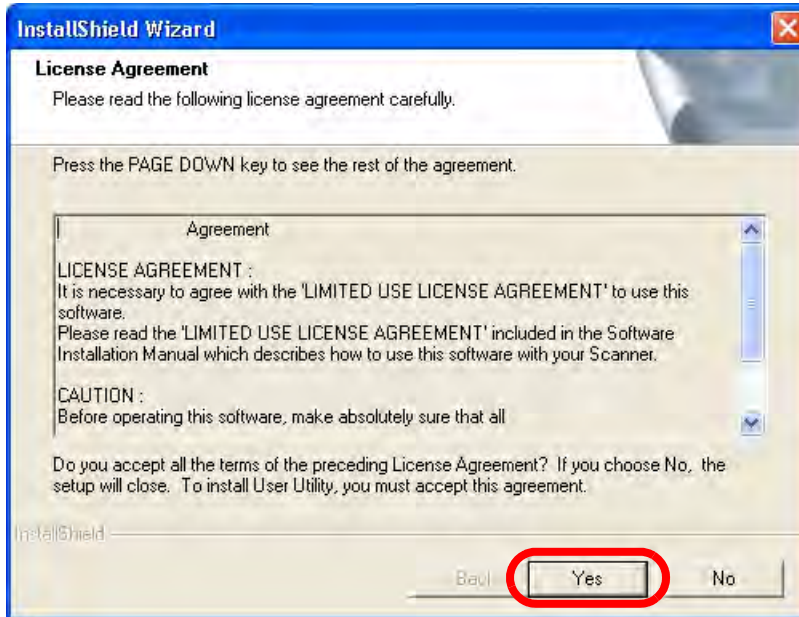 InstallShield Wizard
License Agreement
Please read the following license agreement carefully.
Press the PAGE DOWN key to see the rest of the agreement.
Agreement
LICENSE AGREEMENT :
It is necessary to agree with the 'LIMITED USE LICENSE AGREEMENT' to use this
software.
Please read the 'LIMITED USE LICENSE AGREEMENT' included in the Software
Installation Manual which describes how to use this software with your Scanner.
CAUTION :
Before operating this software, make absolutely sure that all
Do you accept all the terms of the preceding License Agreement? If you choose No, the
setup will close. To install User Utility, you must accept this agreement.
InstallShield
Yes
No